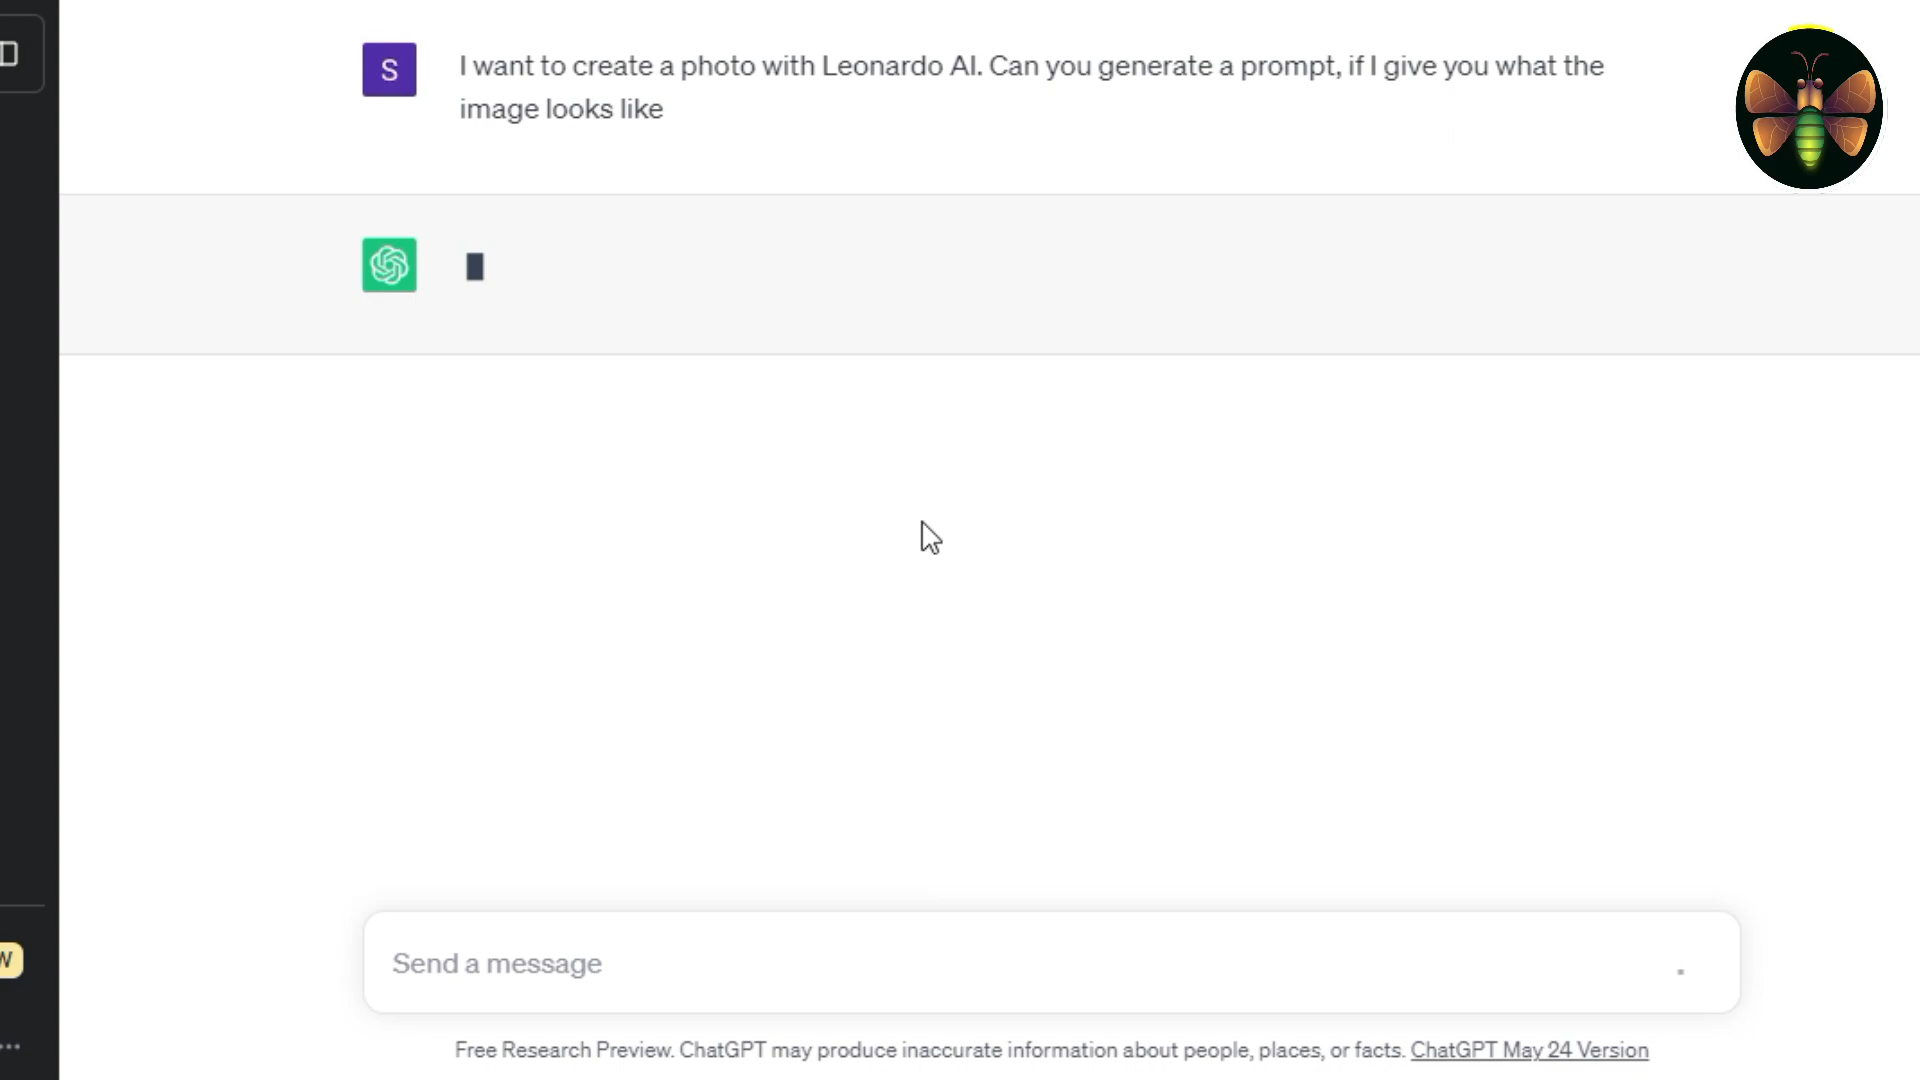 S
I want to create a photo with Leonardo AI. Can you generate a prompt, if I give you what the
image looks like
Send a message
W
Free Research Preview. ChatGPT may produce inaccurate information about people, places, or facts. ChatGPT May 24 Version